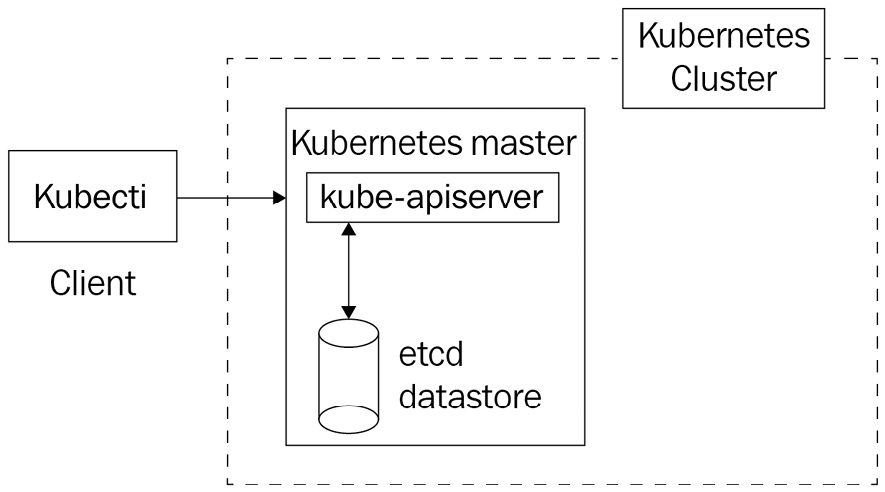 Kubernetes
Cluster
Kubernetes master
kube-apiserver
Kubecti
Client
etcd
datastore